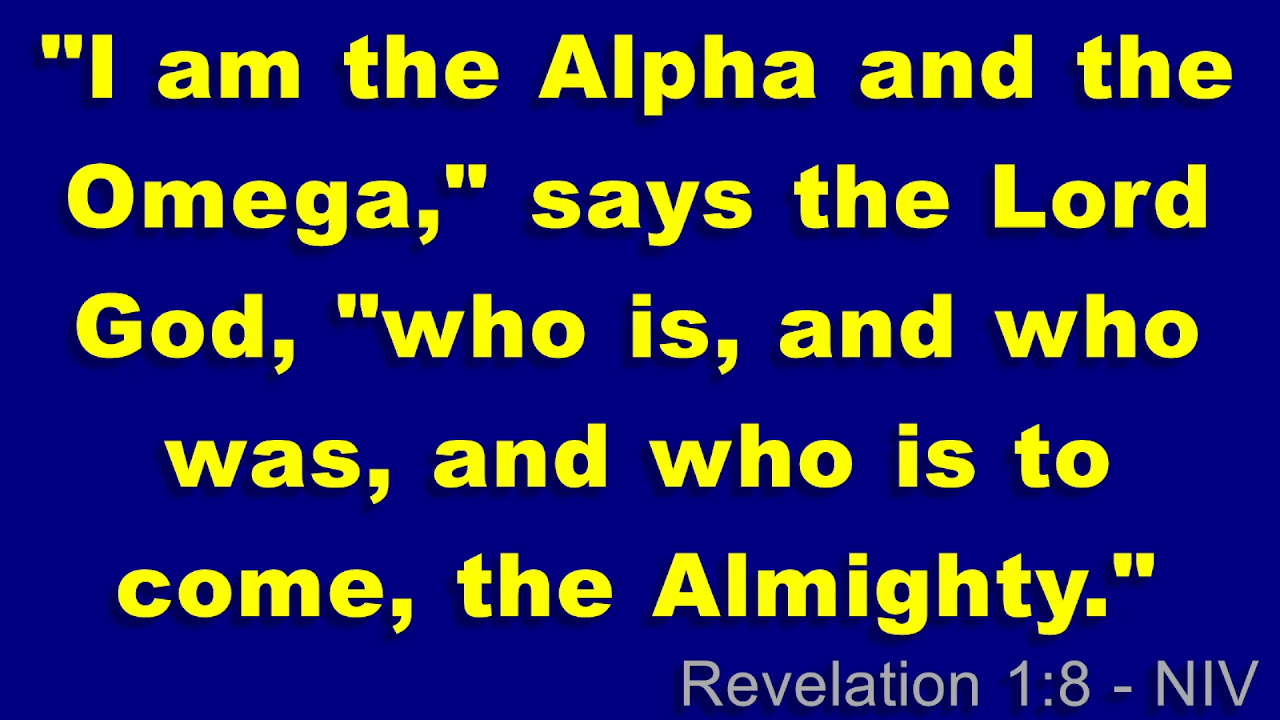 "I am the Alpha and the
Omega," says the Lord
God, "who is, and who
was, and who is to
come, the Almighty."
Revelation 1:8 - NIV